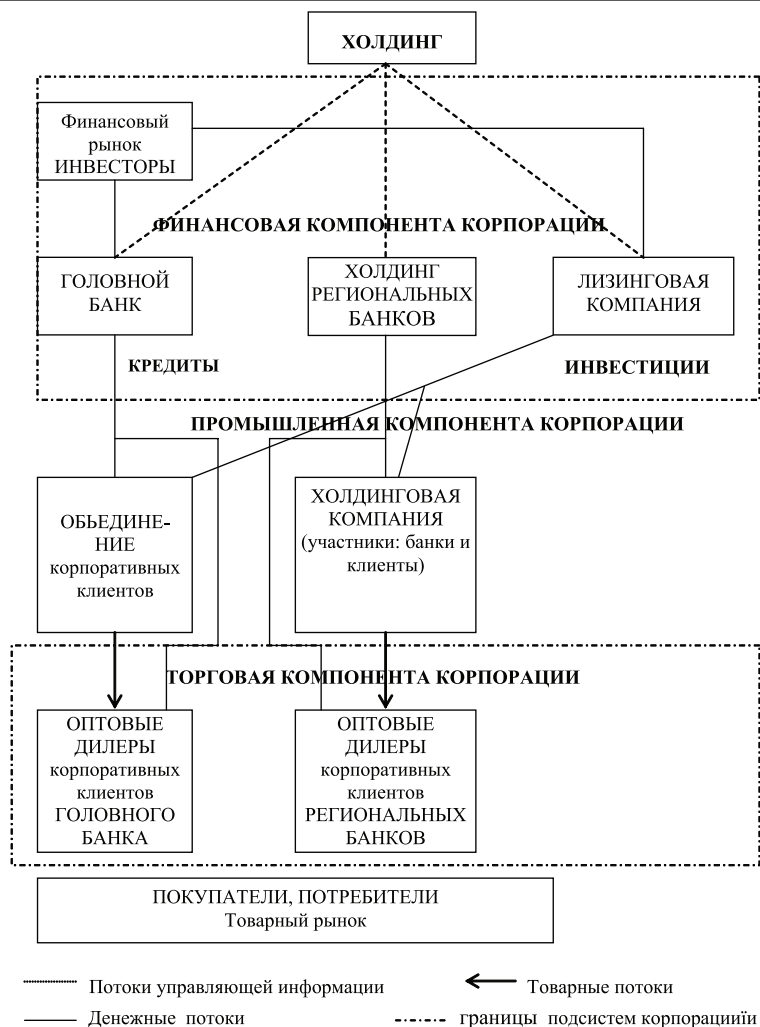 ХОЛДИНГ
Финансовый
рынок
ИНВЕСТОРЫ
ФИНАНСОВАЯ КОМПОНЕНТА КОРПОРАЦИИ
ГОЛОВНОЙ
БАНК
ХОЛДИНГ
РЕГИОНАЛЬНЫХ
БАНКОВ
ЛИЗИНГОВАЯ
КОМПАНИЯ
КРЕДИТЫ
ИНВЕСТИЦИИ
ПРОМЫШЛЕННАЯ КОМПОНЕНТА КОРПОРАЦИИ
ОБЬЕДИНЕ-
НИЕ
корпоративных
клиентов
ХОЛДИНГОВАЯ
КОМПАНИЯ
(участники: банки и
клиенты)
ТОРГОВАЯ КОМПОНЕНТА КОРПОРАЦИИ
ОПТОВЫЕ
ДИЛЕРЫ
корпоративных
клиентов
ГОЛОВНОГО
БАНКА
ОПТОВЫЕ
ДИЛЕРЫ
корпоративных
клиентов
РЕГИОНАЛЬНЫХ
БАНКОВ
ПОКУПАТЕЛИ, ПОТРЕБИТЕЛИ
Товарный рынок
Потоки управляющей информации
Товарные потоки
Денежные потоки
границы подсистем корпорацииїи